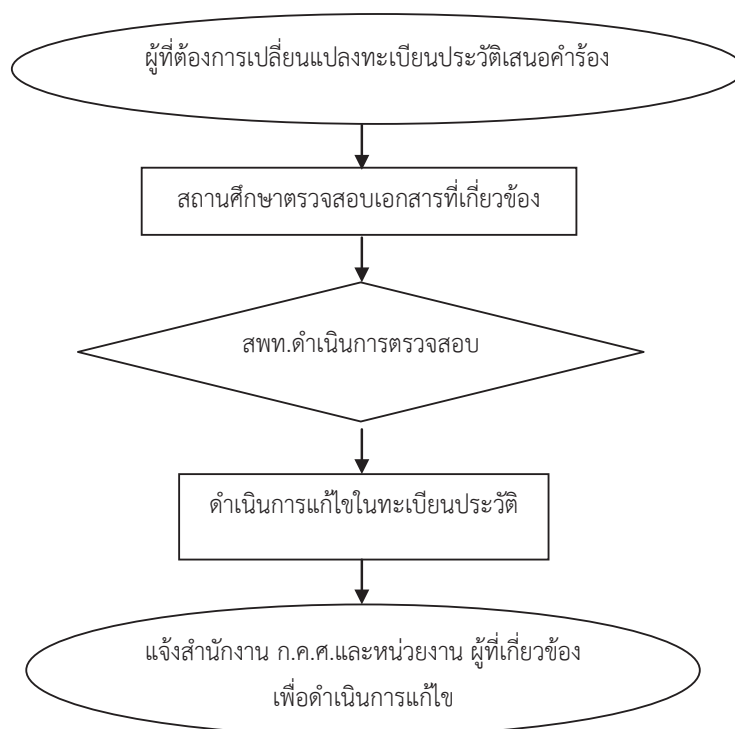 ผู้ที่ต้องการเปลี่ยนแปลงทะเบียนประวัติเสนอคำร้อง
สถานศึกษาตรวจสอบเอกสารที่เกี่ยวข้อง
สพท.ดำเนินการตรวจสอบ
ดำเนินการแก้ไขในทะเบียนประวัติ
แจ้งสำนักงาน ก.ค.ศ.และหน่วยงาน ผู้ที่เกี่ยวข้อง
เพื่อดำเนินการแก้ไข